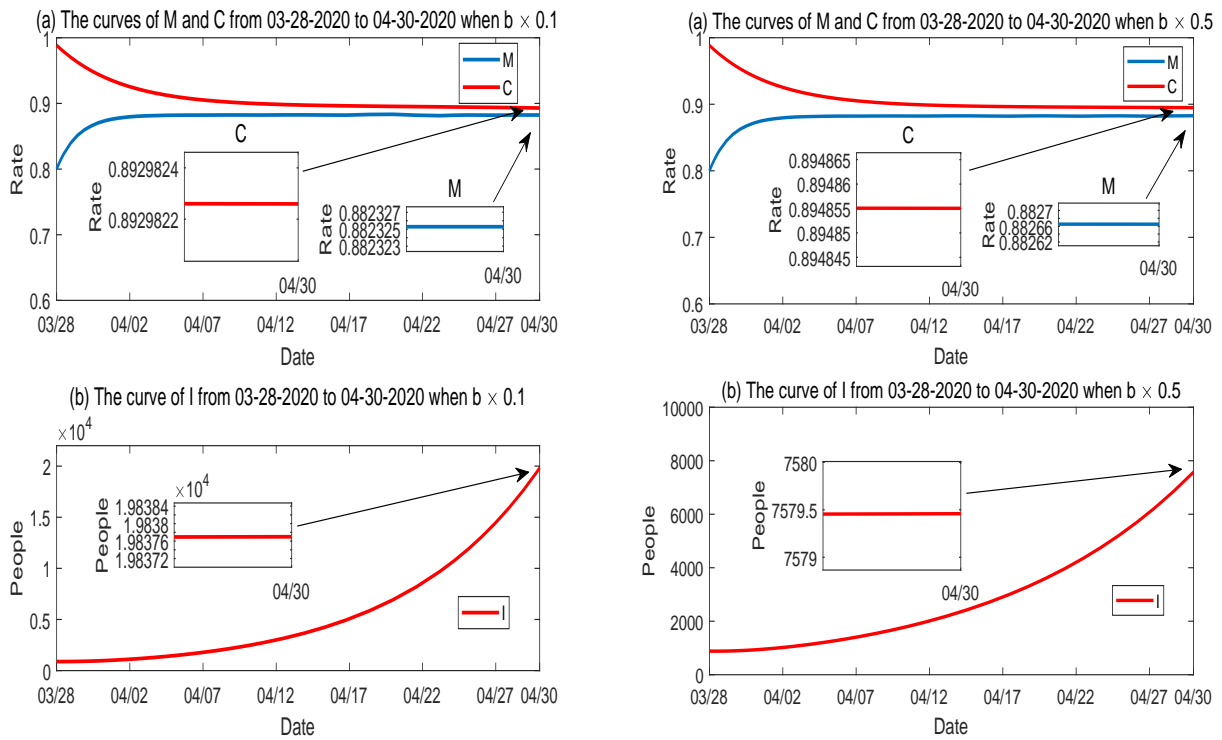 (a) The curves of M and C from 03-28-2020 to 04-30-2020 when b × 0.1
1
0.9
0.8
0.7
0.6
Rate
M
C
C
0.8929824
0.8929822
Rate
04/30
M
0.882327
0.882325
0.882323
Rate
04/30
03/28 04/02 04/07 04/12 04/17 04/22 04/27 04/30
Date
(a) The curves of M and C from 03-28-2020 to 04-30-2020 when b × 0.5
1
0.9
0.8
0.7
0.6
Rate
M
C
C
0.894865
0.89486
0.894855
0.89485
0.894845
Rate
04/30
M
0.8827
0.88266
0.88262
Rate
04/30
03/28 04/02 04/07 04/12 04/17 04/22 04/27 04/30
Date
(b) The curve of I from 03-28-2020 to 04-30-2020 when b × 0.1
×10⁴
2
1.5
1
0.5
0
People
×10⁴
1.98384
1.9838
1.98376
1.98372
People
04/30
I
03/28 04/02 04/07 04/12 04/17 04/22 04/27 04/30
Date
(b) The curve of I from 03-28-2020 to 04-30-2020 when b × 0.5
10000
8000
6000
4000
2000
0
People
7580
7579.5
7579
People
04/30
I
03/28 04/02 04/07 04/12 04/17 04/22 04/27 04/30
Date